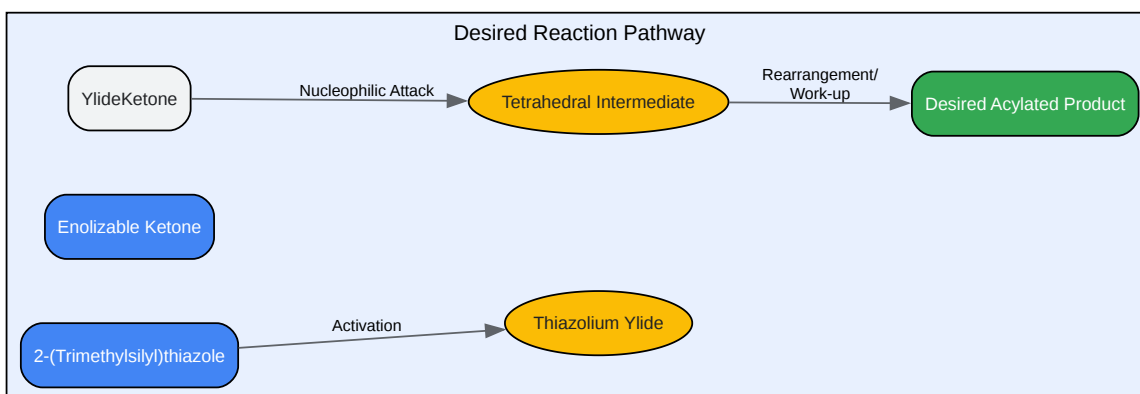 Desired Reaction Pathway
YlideKetone
Nucleophilic Attack
Tetrahedral Intermediate
Rearrangement/
Work-up
Desired Acylated Product
Enolizable Ketone
2-(Trimethylsilyl)thiazole
Activation
Thiazolium Ylide